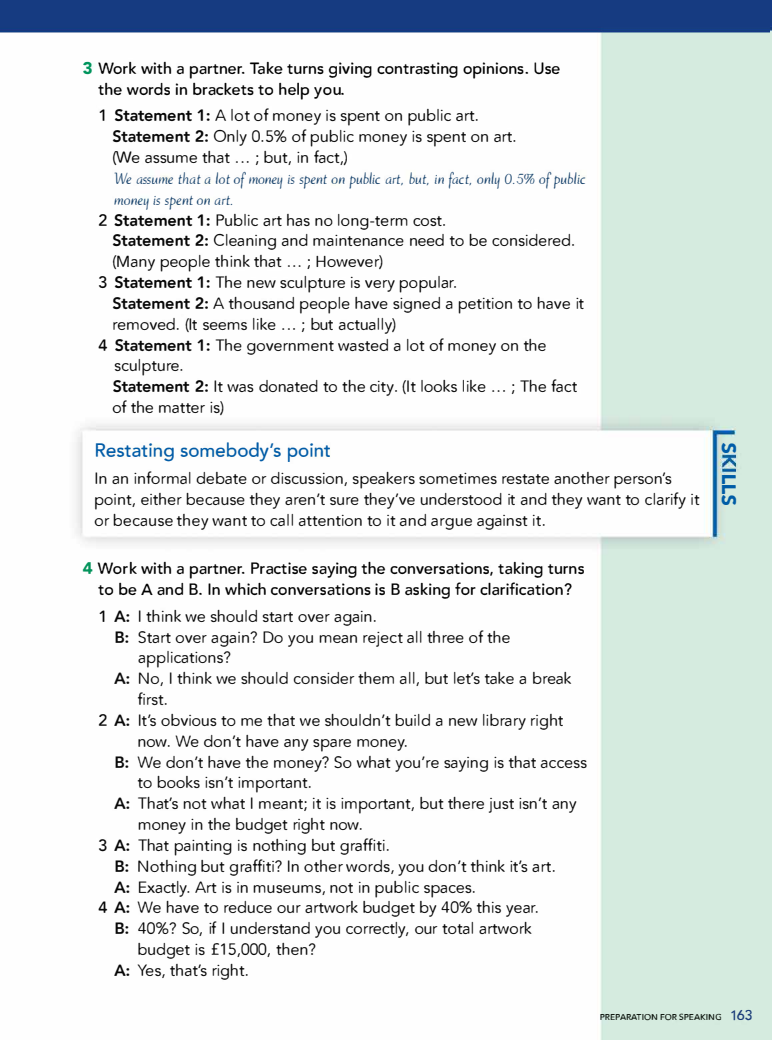 3 Work with a partner. Take turns giving contrasting opinions. Use
the words in brackets to help you.
1 Statement 1: A lot of money is spent on public art.
Statement 2: Only 0.5% of public money is spent on art.
(We assume that … ; but, in fact,)
We assume that a lot of money is spent on public art, but, in fact, only 0.5% of public
money is spent on art.
2 Statement 1: Public art has no long-term cost.
Statement 2: Cleaning and maintenance need to be considered.
(Many people think that … ; However)
3 Statement 1: The new sculpture is very popular.
Statement 2: A thousand people have signed a petition to have it
removed. (It seems like … ; but actually)
4 Statement 1: The government wasted a lot of money on the
sculpture.
Statement 2: It was donated to the city. (It looks like … ; The fact
of the matter is)
Restating somebody's point
In an informal debate or discussion, speakers sometimes restate another person's
point, either because they aren't sure they've understood it and they want to clarify it
or because they want to call attention to it and argue against it.
SKILLS
4 Work with a partner. Practise saying the conversations, taking turns
to be A and B. In which conversations is B asking for clarification?
1 A: I think we should start over again.
B: Start over again? Do you mean reject all three of the
applications?
A: No, I think we should consider them all, but let's take a break
first.
2 A: It's obvious to me that we shouldn't build a new library right
now. We don't have any spare money.
B: We don't have the money? So what you're saying is that access
to books isn't important.
A: That's not what I meant; it is important, but there just isn't any
money in the budget right now.
3 A: That painting is nothing but graffiti.
B: Nothing but graffiti? In other words, you don't think it's art.
A: Exactly. Art is in museums, not in public spaces.
4 A: We have to reduce our artwork budget by 40% this year.
B: 40%? So, if I understand you correctly, our total artwork
budget is £15,000, then?
A: Yes, that's right.
PREPARATION FOR SPEAKING 163